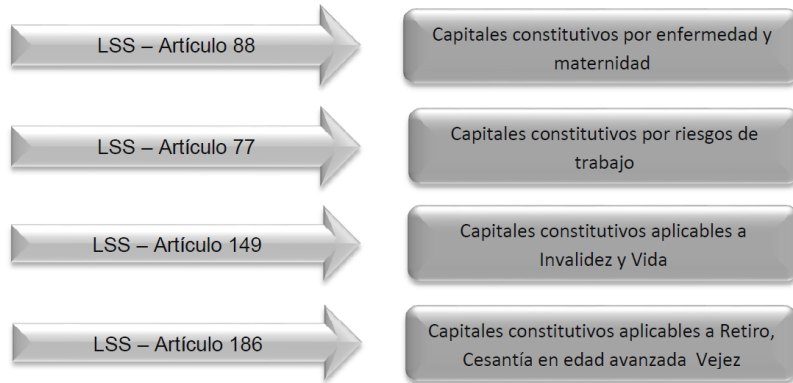 LSS – Artículo 88
Capitales constitutivos por enfermedad y
maternidad
LSS – Artículo 77
Capitales constitutivos por riesgos de
trabajo
LSS – Artículo 149
Capitales constitutivos aplicables a
Invalidez y Vida
LSS – Artículo 186
Capitales constitutivos aplicables a Retiro,
Cesantía en edad avanzada Vejez